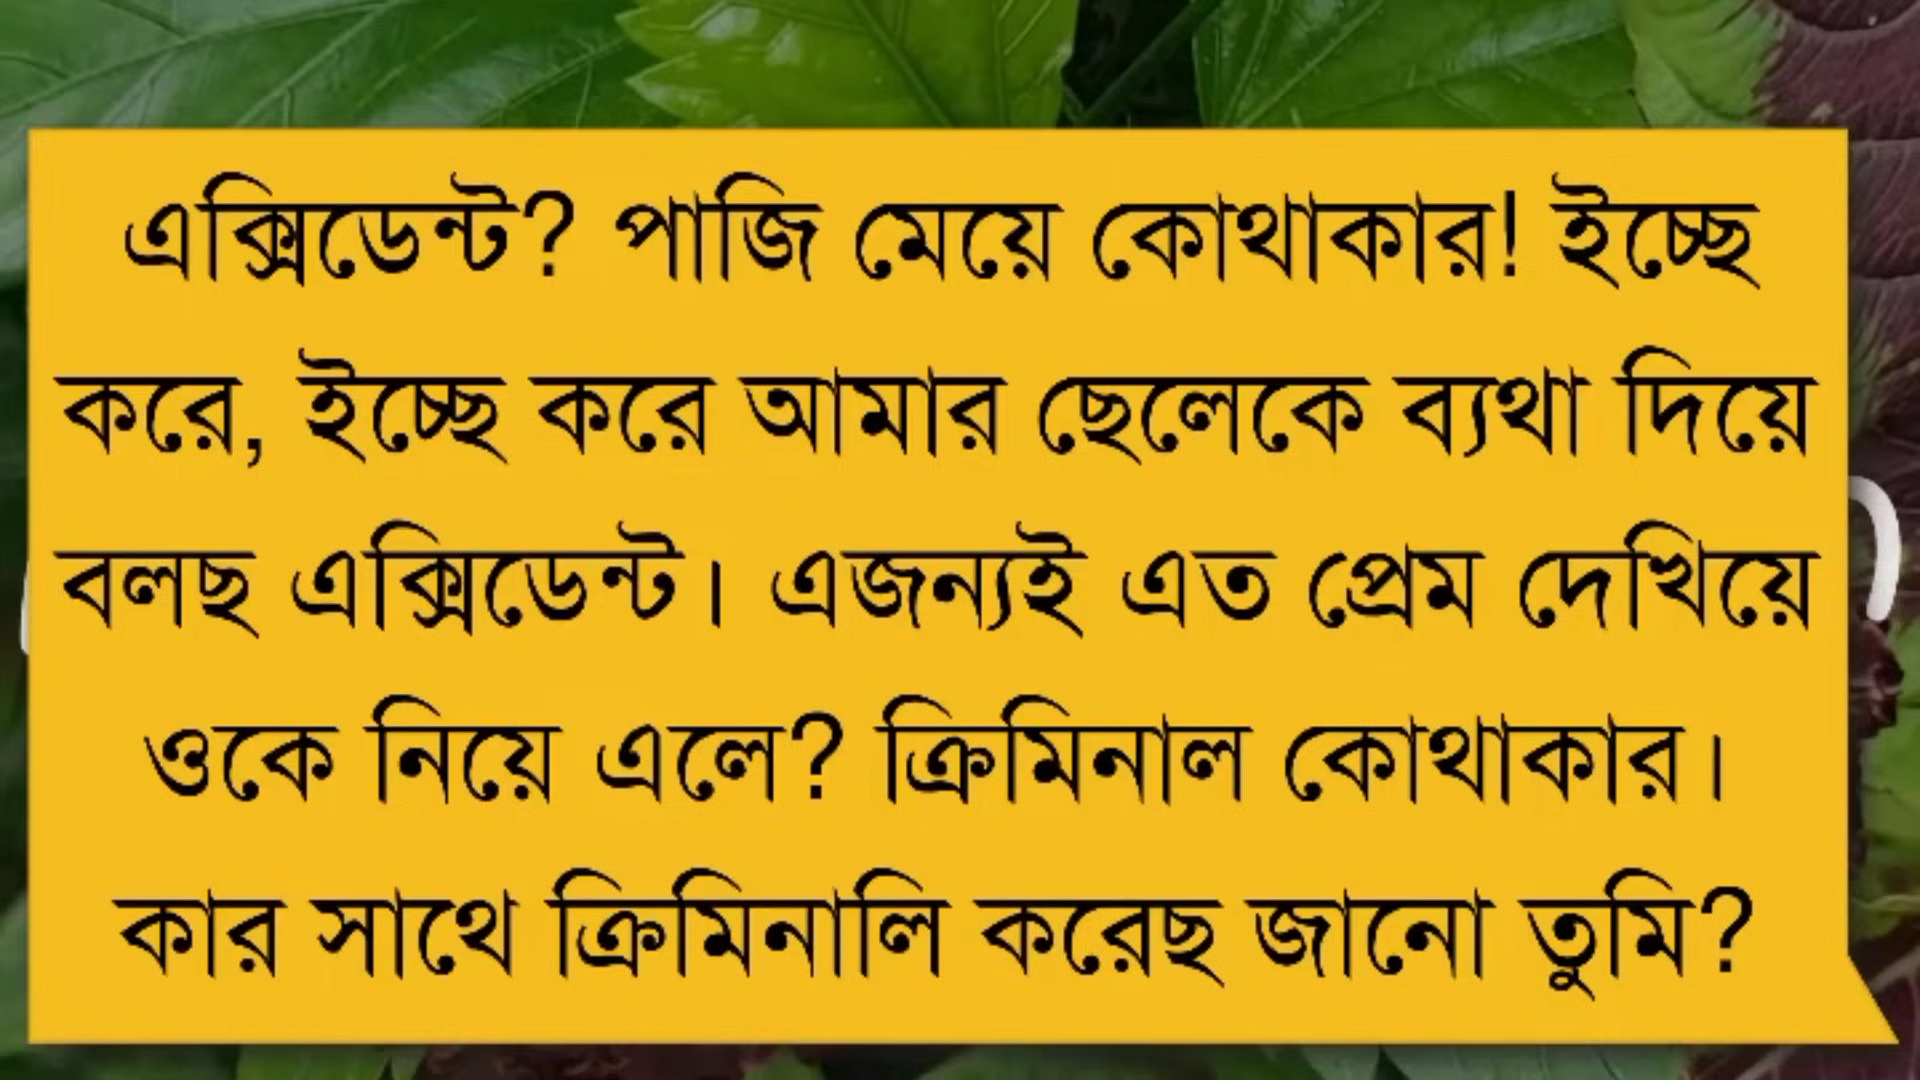 এক্সিডেন্ট? পাজি মেয়ে কোথাকার! ইচ্ছে
করে, ইচ্ছে করে আমার ছেলেকে ব্যথা দিয়ে
বলছ এক্সিডেন্ট। এজন্যই এত প্রেম দেখিয়ে
ওকে নিয়ে এলে? ক্রিমিনাল কোথাকার।
কার সাথে ক্রিমিনালি করেছ জানো তুমি?